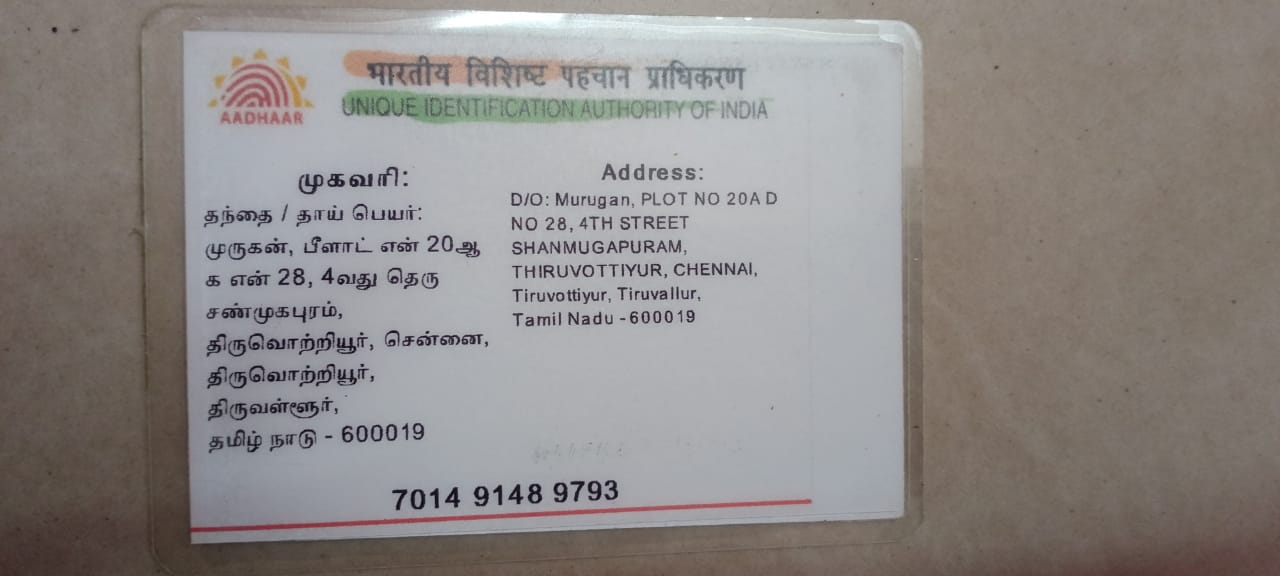 भारतीय विशिष्ट पहचान प्राधिकरण
UNIQUE IDENTIFICATION AUTHORITY OF INDIA
AADHAAR
முகவரி:
தந்தை / தாய் பெயர்:
முருகன், பீளாட் என் 20ஆ
க என் 28, 4வது தெரு
சண்முகபுரம்,
திருவொற்றியூர், சென்னை,
திருவொற்றியூர்,
திருவள்ளூர்,
தமிழ் நாடு - 600019
Address:
D/O: Murugan, PLOT NO 20A D
NO 28, 4TH STREET
SHANMUGAPURAM,
THIRUVOTTIYUR, CHENNAI,
Tiruvottiyur, Tiruvallur,
Tamil Nadu - 600019
7014 9148 9793